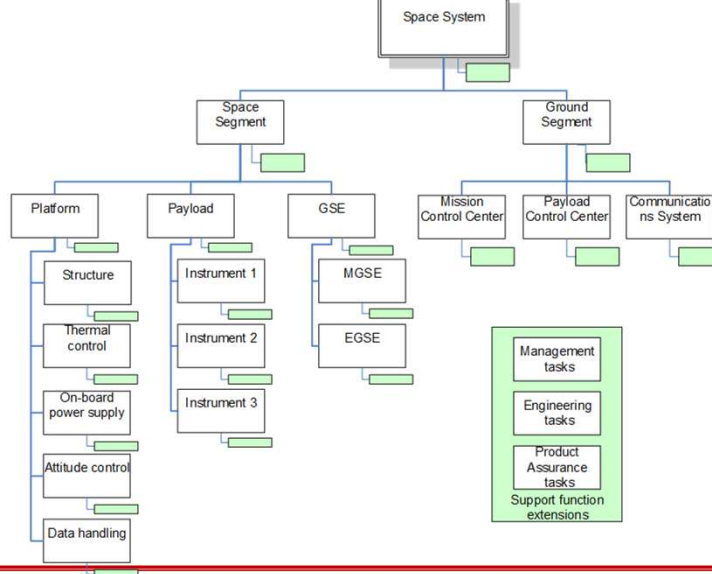 Space System
Space
Segment
Ground
Segment
Platform
Payload
GSE
Mission
Control Center
Payload
Control Center
Communicatio
ns System
Structure
Instrument 1
MGSE
Thermal
control
Instrument 2
EGSE
On-board
power supply
Instrument 3
Attitude control
Data handling
Management
tasks
Engineering
tasks
Product
Assurance
tasks
Support function
extensions